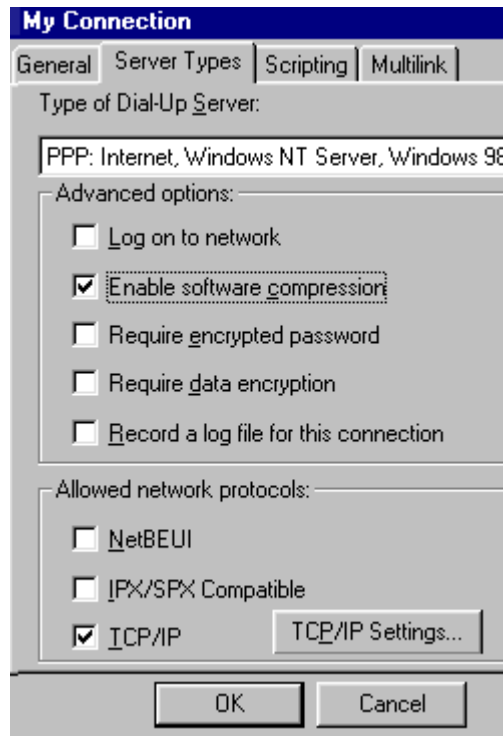 My Connection
General Server Types Scripting Multilink
Type of Dial-Up Server:
PPP: Internet, Windows NT Server, Windows 98
Advanced options:
Log on to network
Enable software compression
Require encrypted password
Require data encryption
Record a log file for this connection
Allowed network protocols:
NetBEUI
IPX/SPX Compatible
TCP/IP TCP/IP Settings...
OK Cancel